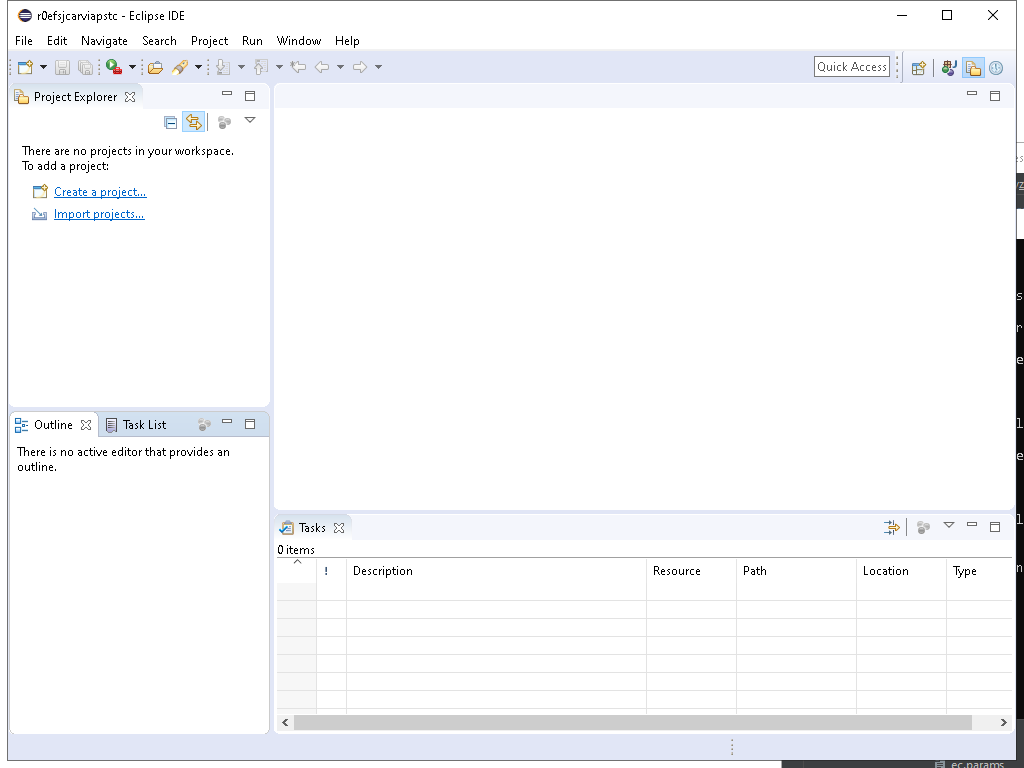 r0efsjcarviapstc - Eclipse IDE
File Edit Navigate Search Project Run Window Help
Quick Access
Project Explorer
There are no projects in your workspace.
To add a project:
Create a project...
Import projects...
Outline
Task List
There is no active editor that provides an
outline.
Tasks
0 items
! Description Resource Path Location Type
ec.params